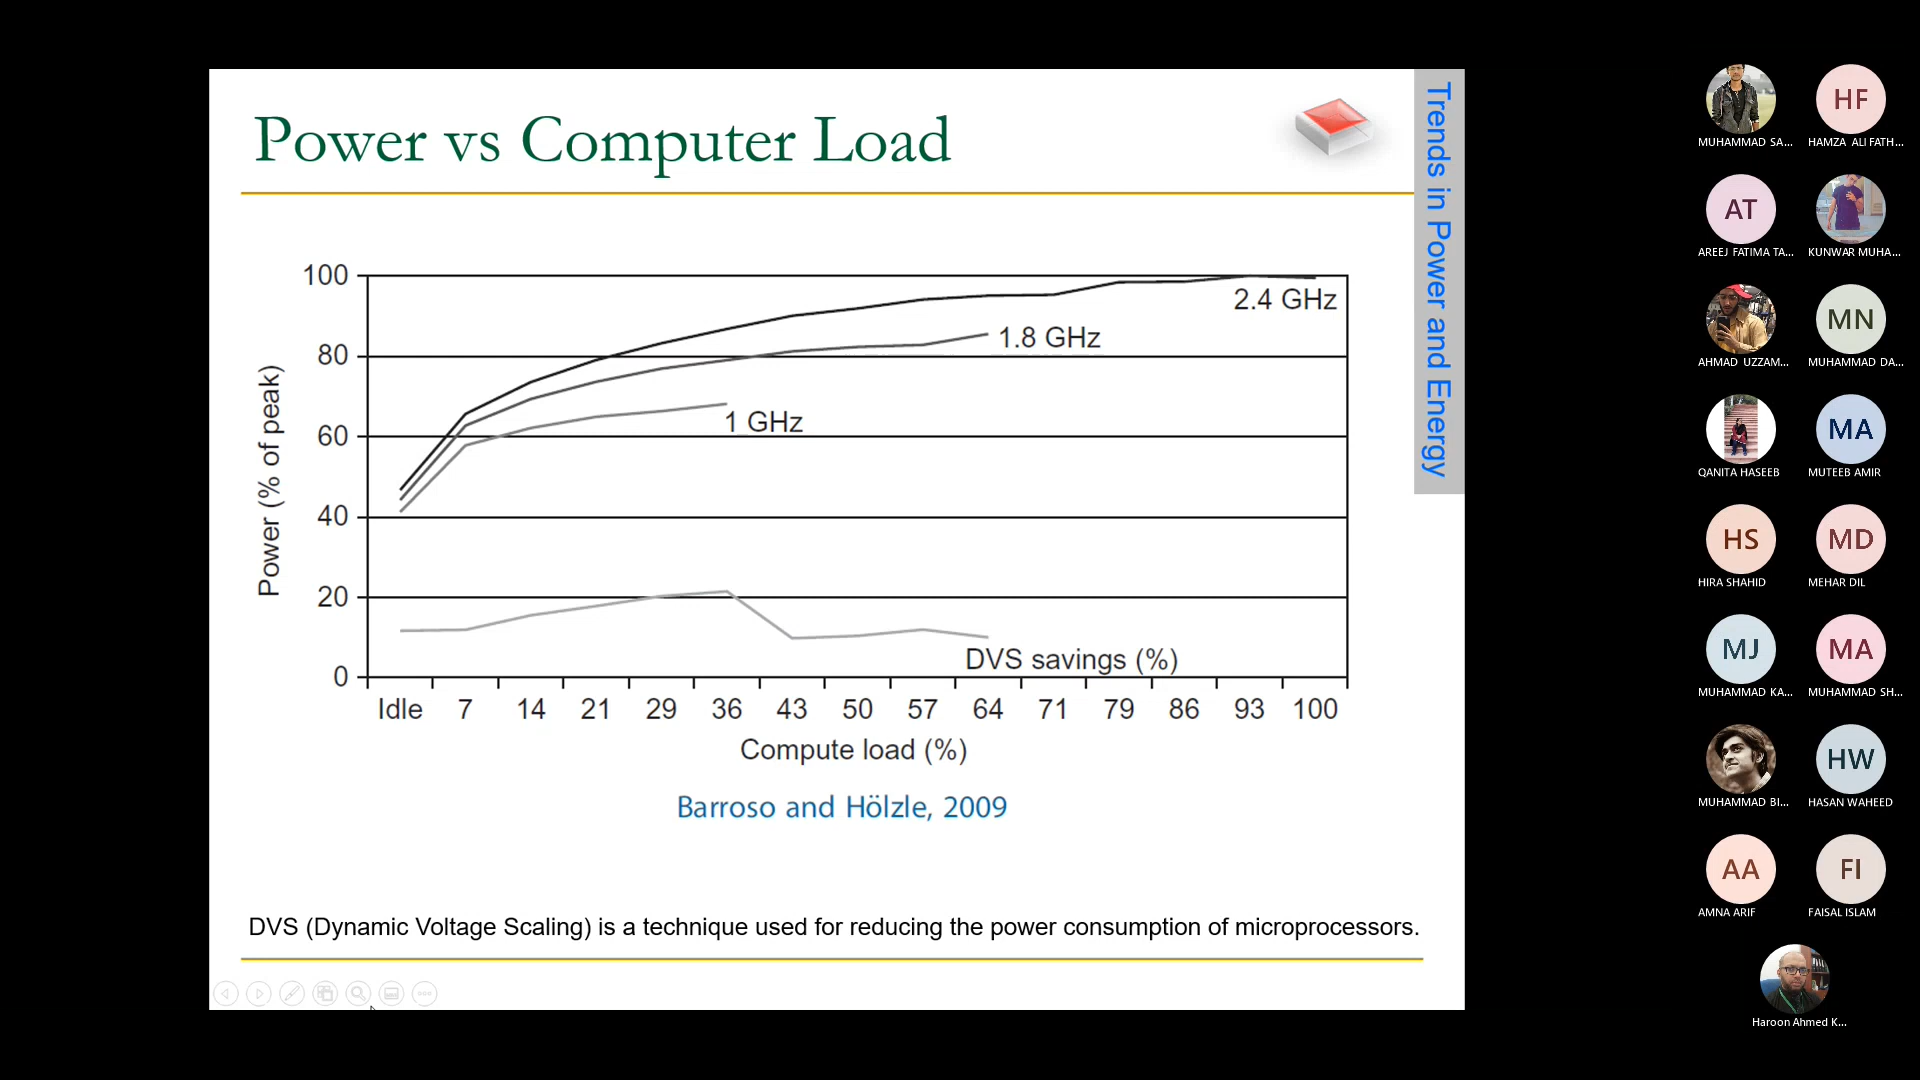 Power vs Computer Load
Trends in Power and Energy
Power (% of peak)
100
80
60
40
20
0
2.4 GHz
1.8 GHz
1 GHz
DVS savings (%)
Idle 7 14 21 29 36 43 50 57 64 71 79 86 93 100
Compute load (%)
Barroso and Hölzle, 2009
DVS (Dynamic Voltage Scaling) is a technique used for reducing the power consumption of microprocessors.
HF
MUHAMMAD SA... HAMZA ALI FATH...
AT
AREEJ FATIMA TA... KUNWAR MUHA...
MN
AHMAD UZZAM... MUHAMMAD DA...
MA
QANITA HASEEB MUTEEB AMIR
HS MD
HIRA SHAHID MEHAR DIL
MJ MA
MUHAMMAD KA... MUHAMMAD SH...
HW
MUHAMMAD BI... HASAN WAHEED
AA FI
AMNA ARIF FAISAL ISLAM
Haroon Ahmed K...